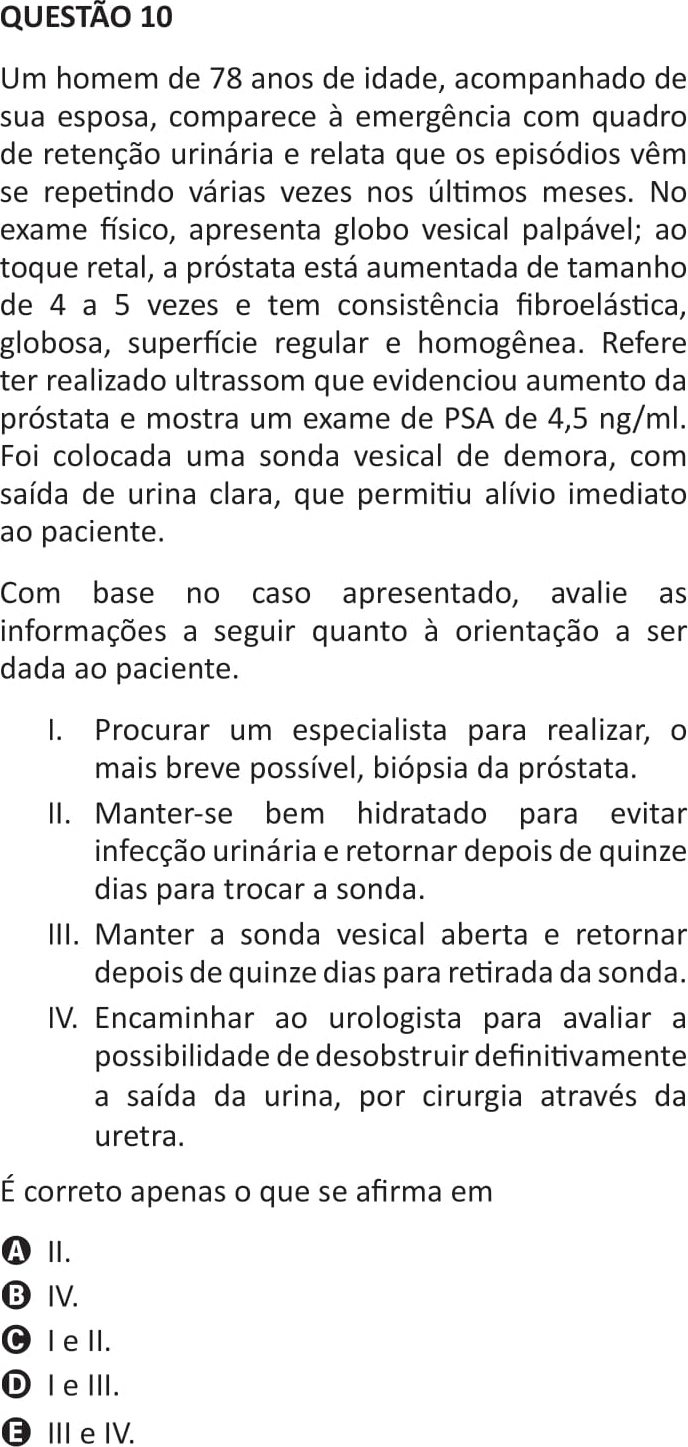 QUESTÃO 10
Um homem de 78 anos de idade, acompanhado de
sua esposa, comparece à emergência com quadro
de retenção urinária e relata que os episódios vêm
se repetindo várias vezes nos últimos meses. No
exame físico, apresenta globo vesical palpável; ao
toque retal, a próstata está aumentada de tamanho
de 4 a 5 vezes e tem consistência fibroelástica,
globosa, superfície regular e homogênea. Refere
ter realizado ultrassom que evidenciou aumento da
próstata e mostra um exame de PSA de 4,5 ng/ml.
Foi colocada uma sonda vesical de demora, com
saída de urina clara, que permitiu alívio imediato
ao paciente.
Com base no caso apresentado, avalie as
informações a seguir quanto à orientação a ser
dada ao paciente.
I. Procurar um especialista para realizar, o
mais breve possível, biópsia da próstata.
II. Manter-se bem hidratado para evitar
infecção urinária e retornar depois de quinze
dias para trocar a sonda.
III. Manter a sonda vesical aberta e retornar
depois de quinze dias para retirada da sonda.
IV. Encaminhar ao urologista para avaliar a
possibilidade de desobstruir definitivamente
a saída da urina, por cirurgia através da
uretra.
É correto apenas o que se afirma em
A II.
B IV.
C I e II.
D I e III.
E III e IV.